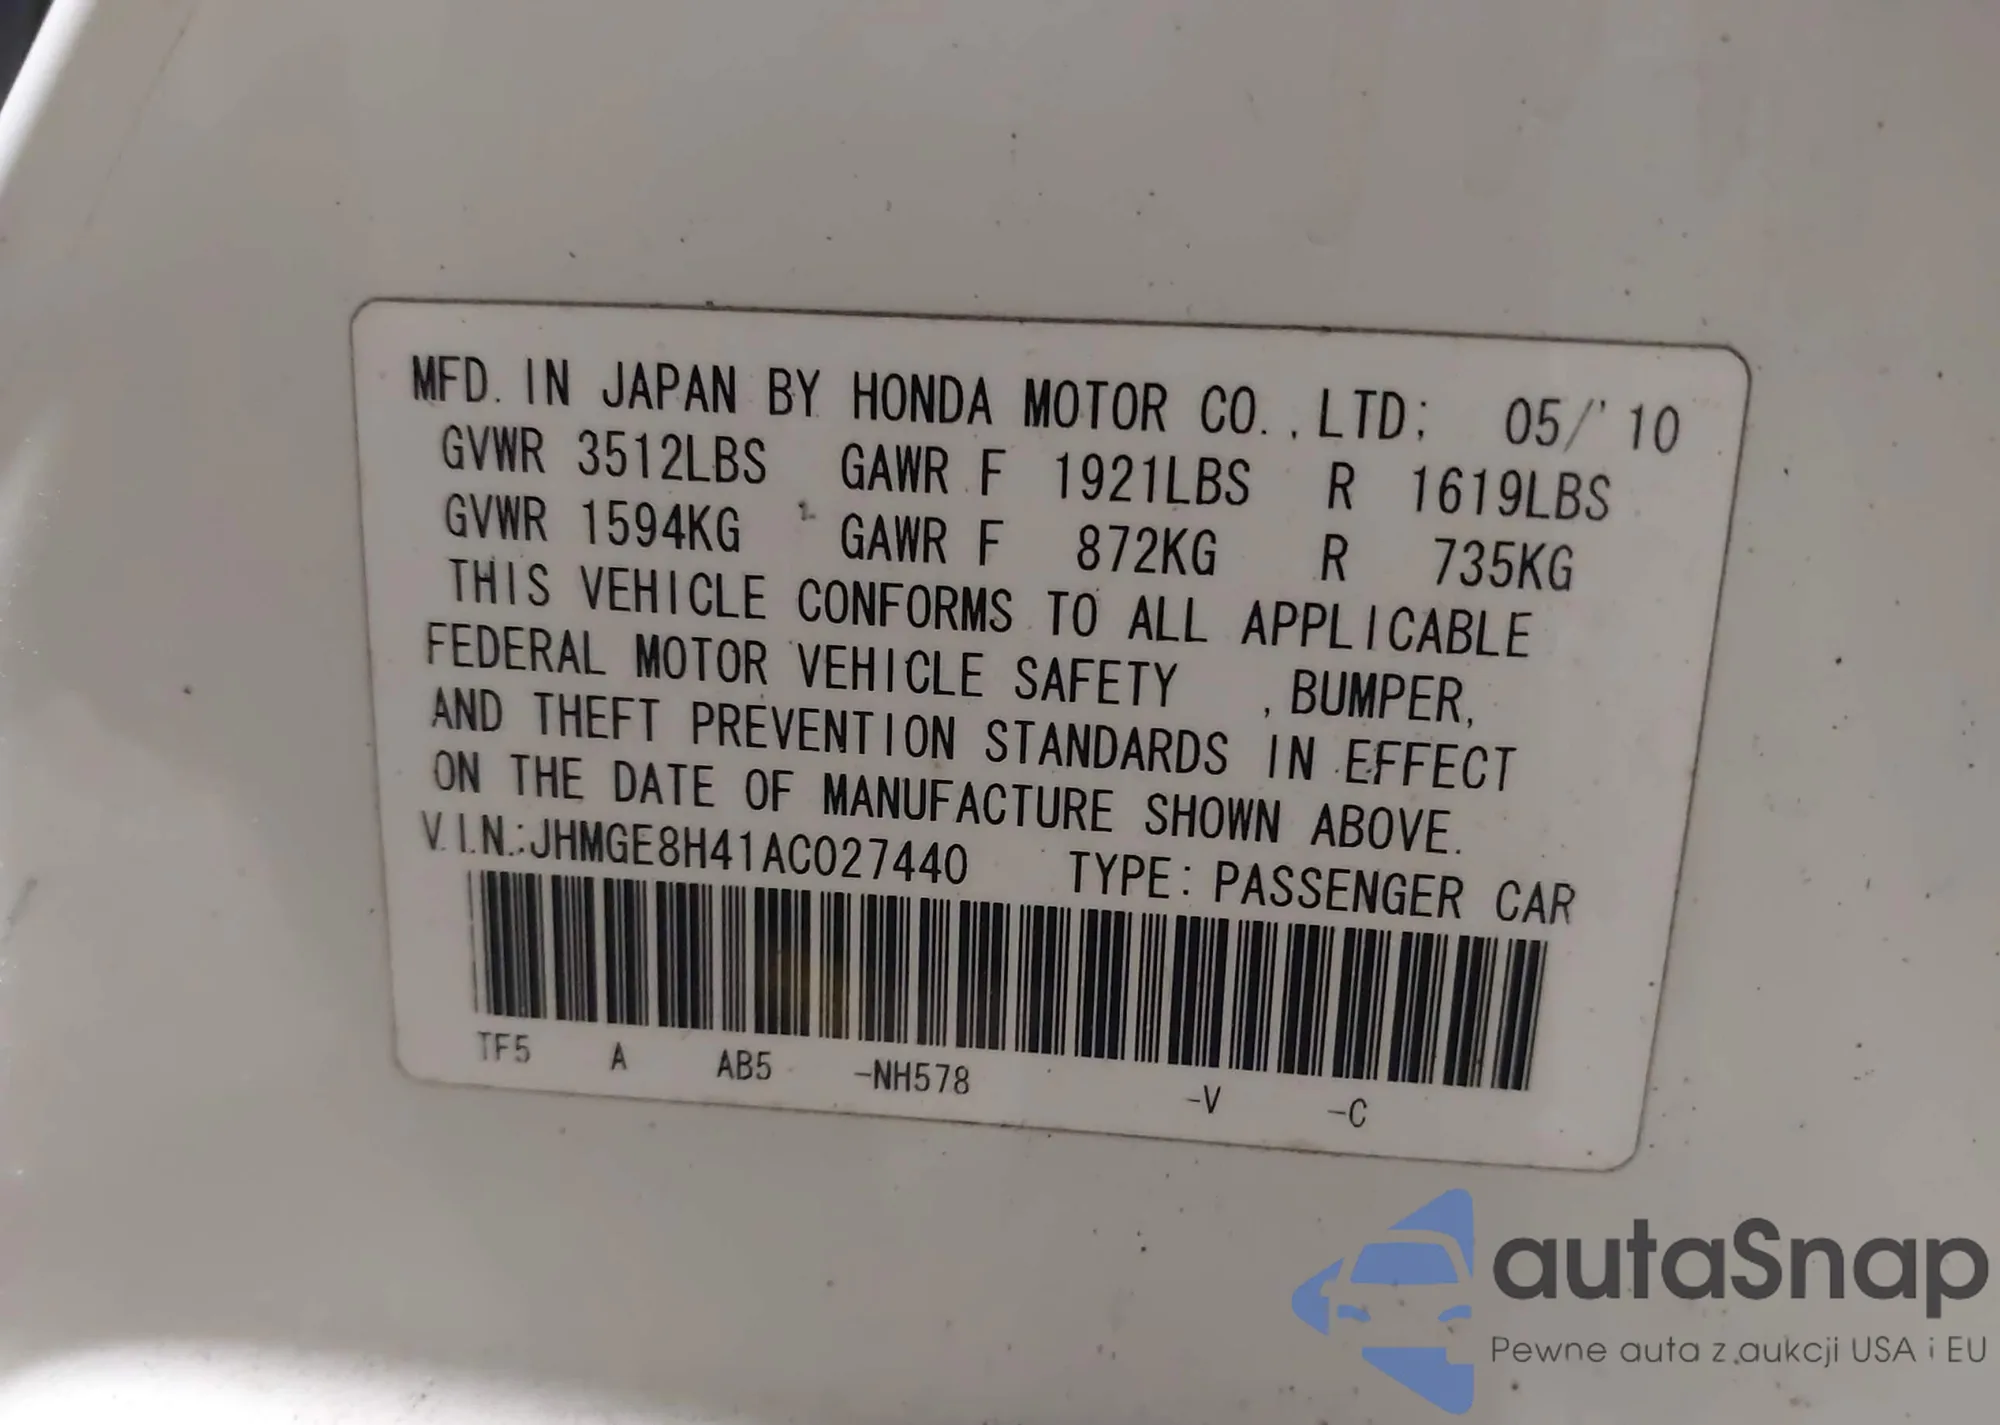 MFD. IN JAPAN BY HONDA MOTOR CO., LTD; 05/'10
GVWR 3512LBS GAWR F 1921LBS R 1619LBS
GVWR 1594KG GAWR F 872KG R 735KG
THIS VEHICLE CONFORMS TO ALL APPLICABLE
FEDERAL MOTOR VEHICLE SAFETY , BUMPER,
AND THEFT PREVENTION STANDARDS IN EFFECT
ON THE DATE OF MANUFACTURE SHOWN ABOVE.
V.I.N.:JHMGE8H41AC027440 TYPE: PASSENGER CAR
TF5 A AB5 -NH578 -V -C
autaSnap
Pewne auta z aukcji USA i EU